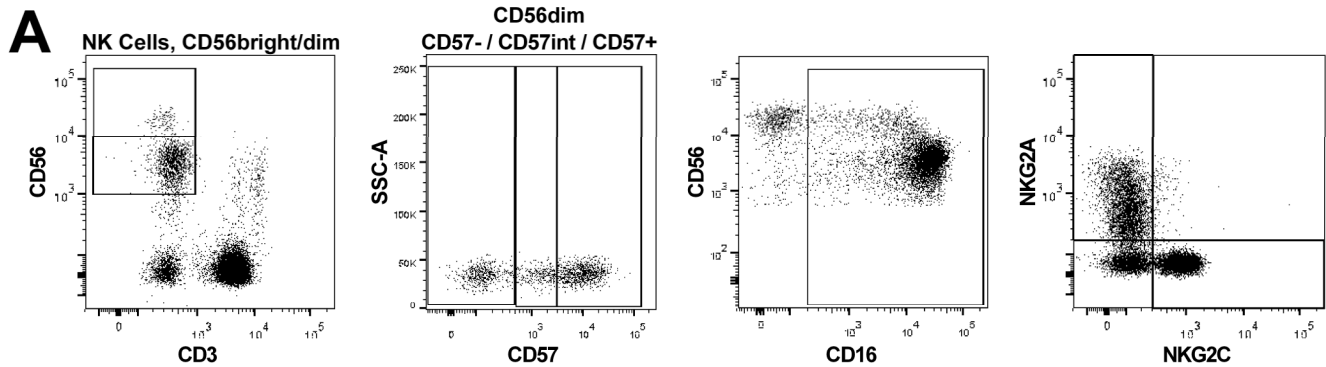 A
NK Cells, CD56bright/dim
CD56dim
CD57- / CD57int / CD57+
10^5
10^4
10^3
CD56
0
10^3
10^4
10^5
CD3
250K
200K
150K
100K
50K
0
SSC-A
0
10^3
10^4
10^5
CD57
10^5
10^4
10^3
10^2
CD56
0
10^3
10^4
10^5
CD16
10^5
10^4
10^3
NKG2A
0
10^3
10^4
10^5
NKG2C